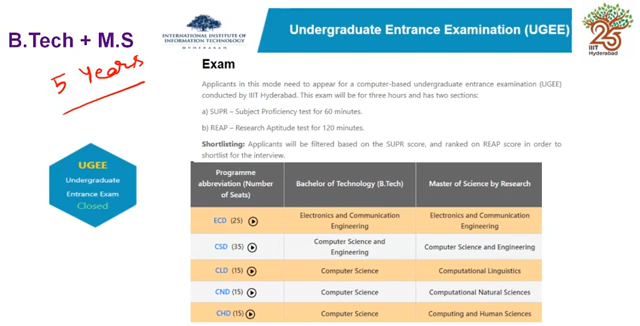 B.Tech + M.S
5 Years
INTERNATIONAL INSTITUTE OF
INFORMATION TECHNOLOGY
HYDERABAD
Undergraduate Entrance Examination (UGEE)
25
IIIT
Hyderabad
Exam
Applicants in this mode need to appear for a computer-based undergraduate entrance examination (UGEE)
conducted by IIIT Hyderabad. This exam will be for three hours and has two sections:
a) SUPR – Subject Proficiency test for 60 minutes.
b) REAP – Research Aptitude test for 120 minutes.
Shortlisting: Applicants will be filtered based on the SUPR score, and ranked on REAP score in order to
shortlist for the interview.
UGEE
Undergraduate
Entrance Exam
Closed
Programme
abbreviation (Number
of Seats)
Bachelor of Technology (B.Tech)
Master of Science by Research
ECD (25)
Electronics and Communication
Engineering
Electronics and Communication
Engineering
CSD (35)
Computer Science and
Engineering
Computer Science and Engineering
CLD (15)
Computer Science
Computational Linguistics
CND (15)
Computer Science
Computational Natural Sciences
CHD (15)
Computer Science
Computing and Human Sciences